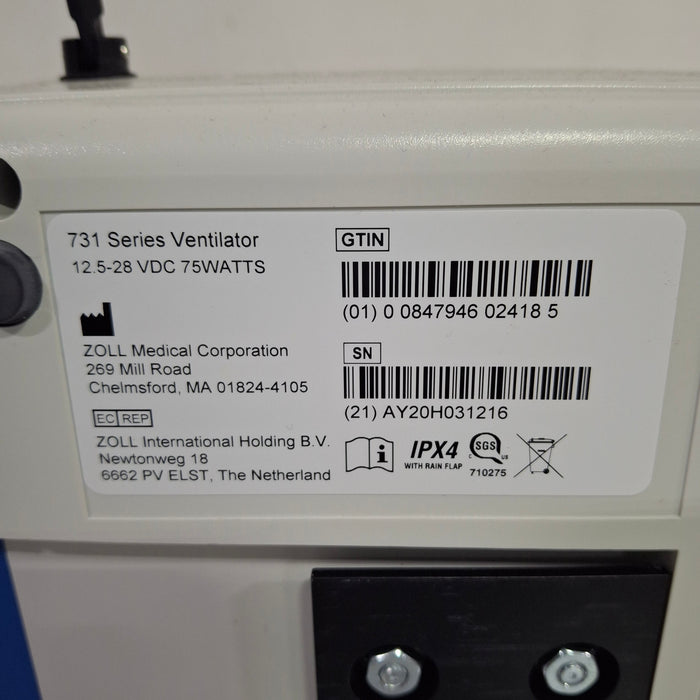 731 Series Ventilator
12.5-28 VDC 75WATTS
ZOLL Medical Corporation
269 Mill Road
Chelmsford, MA 01824-4105
EC REP
ZOLL International Holding B.V.
Newtonweg 18
6662 PV ELST, The Netherland
GTIN
(01) 0 0847946 02418 5
SN
(21) AY20H031216
i
IPX4
WITH RAIN FLAP
SGS
C US
710275